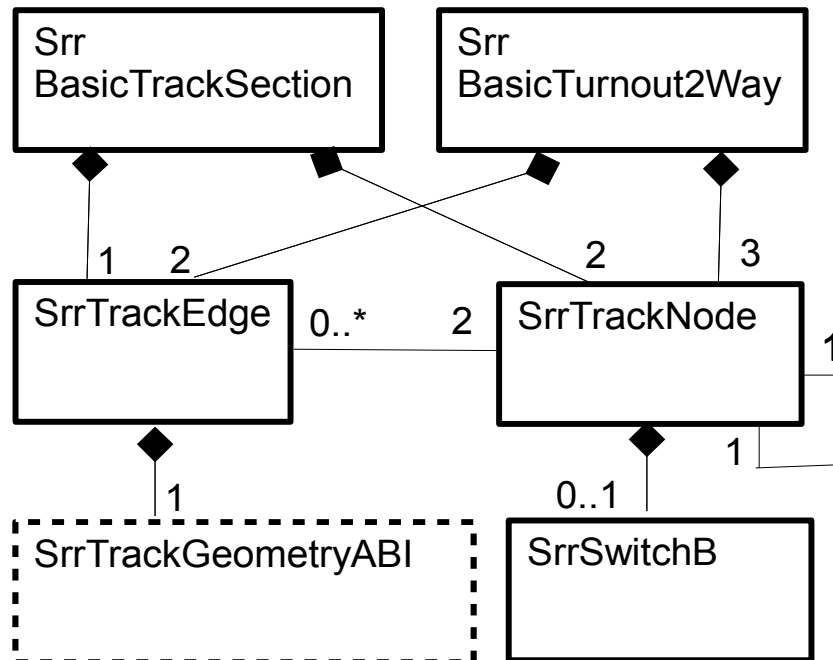 Srr
BasicTrackSection
Srr
BasicTurnout2Way
1
2
2
3
SrrTrackEdge
0..*
2
SrrTrackNode
1
1
1
0..1
SrrTrackGeometryABI
SrrSwitchB